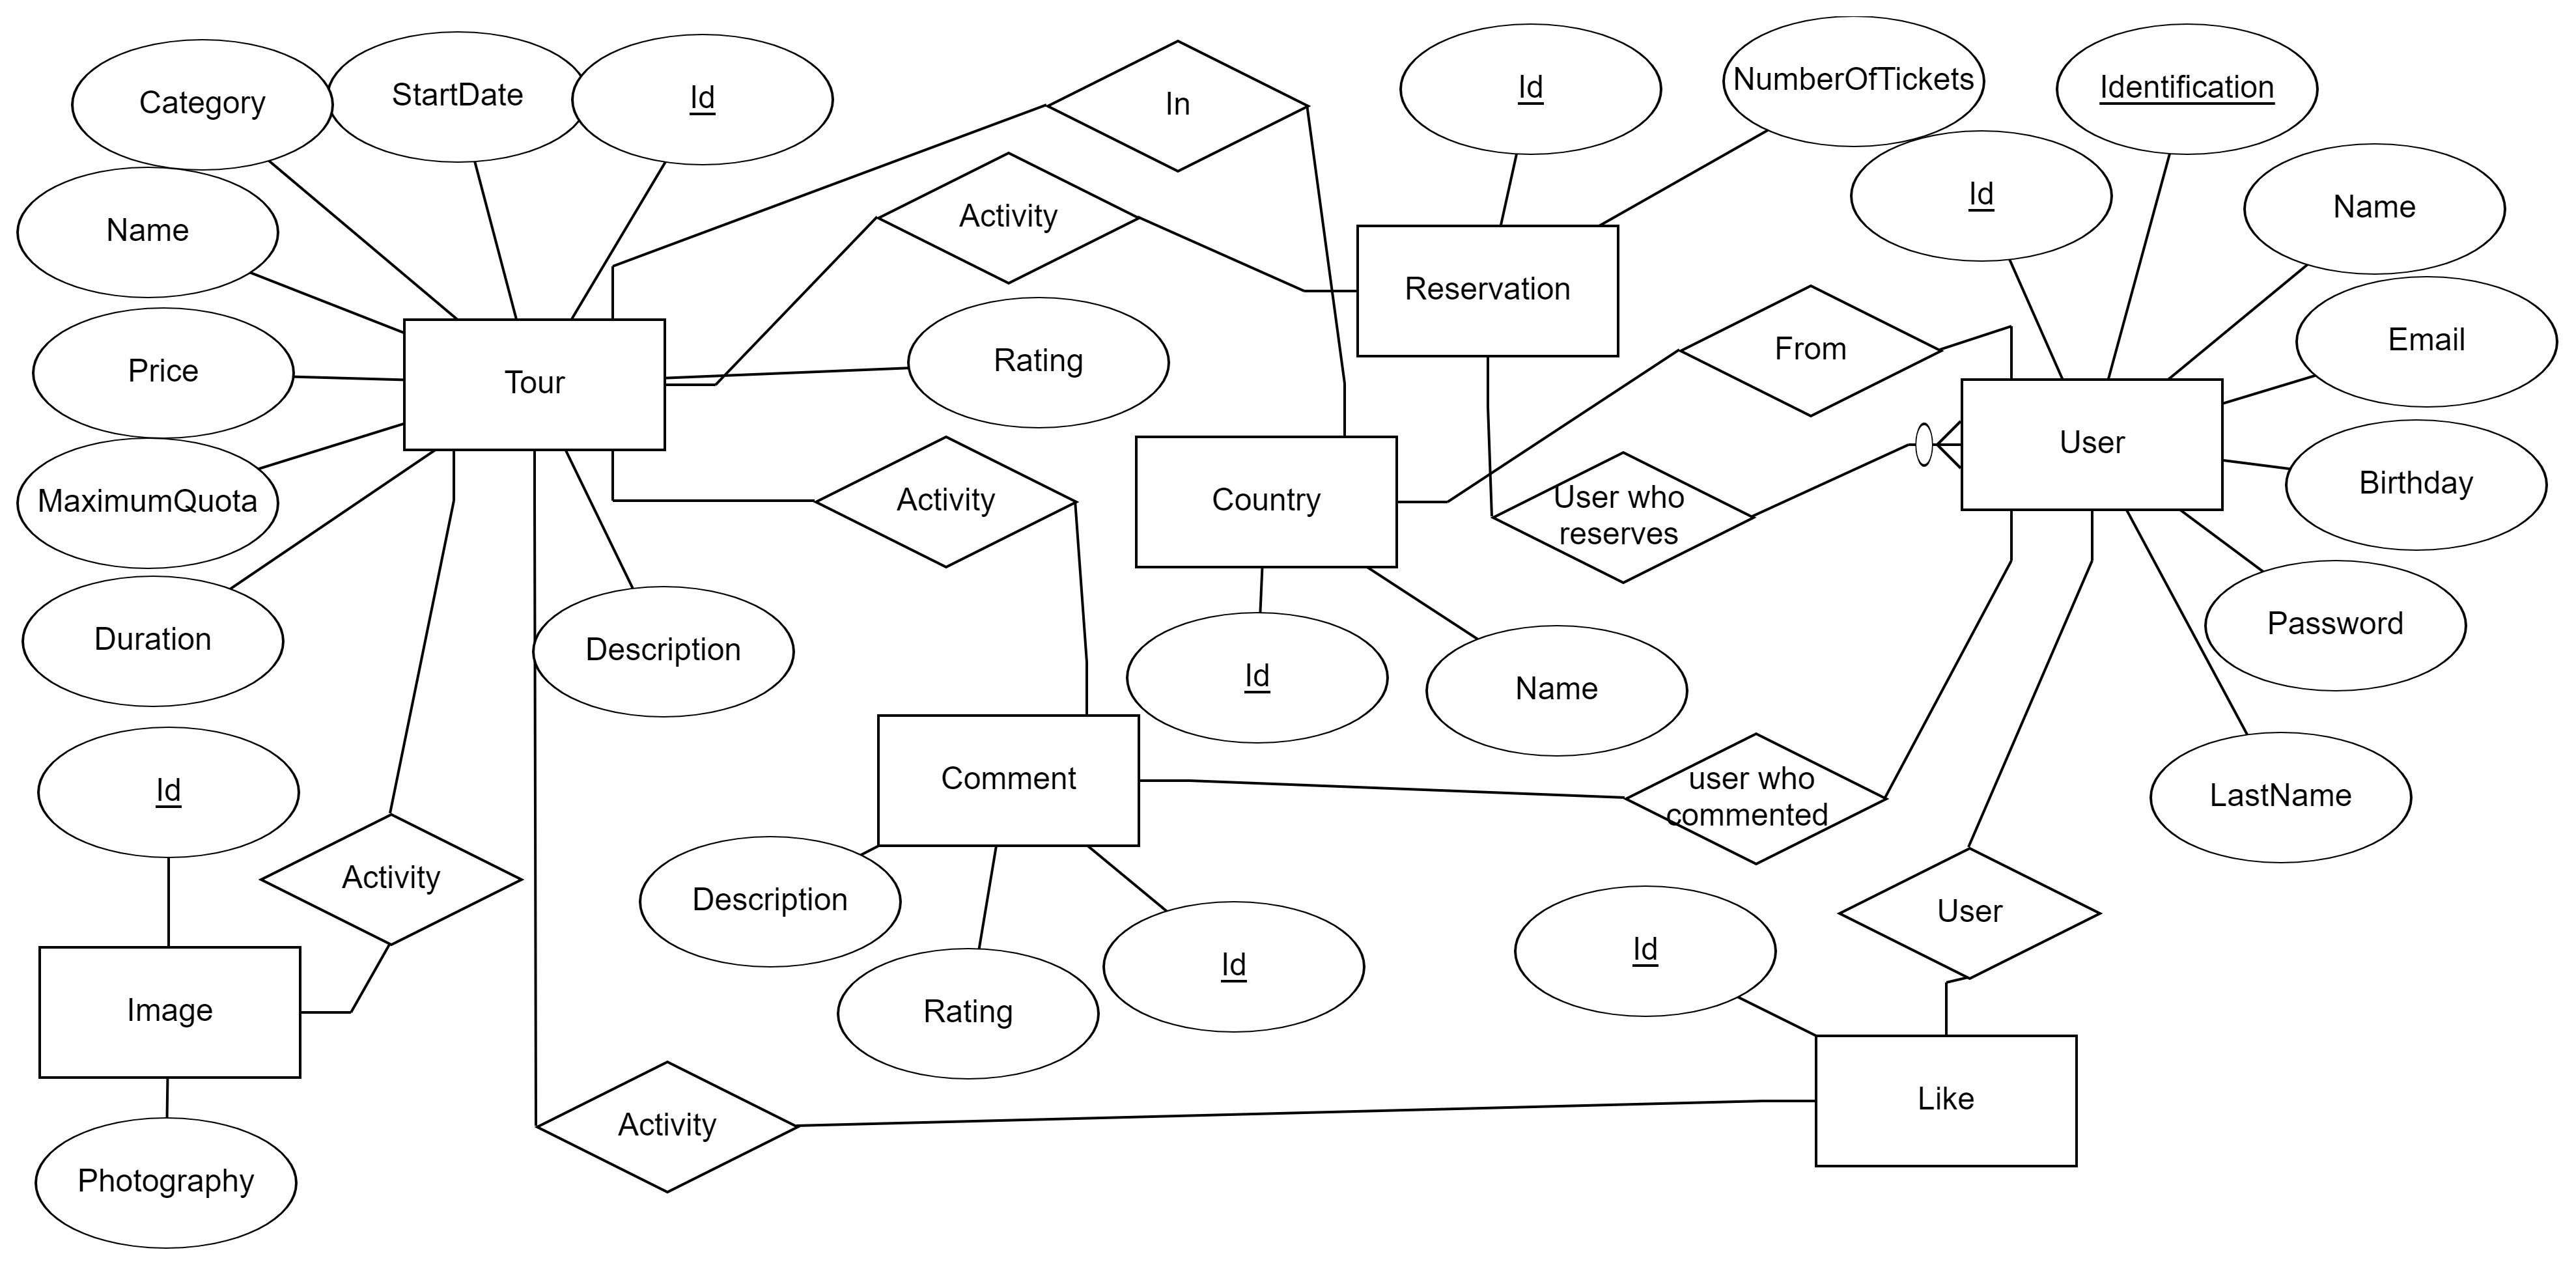 Category
StartDate
Id
In
Id
NumberOfTickets
Identification
Name
Activity
Id
Name
Price
Tour
Rating
Reservation
From
Email
User
MaximumQuota
Activity
Country
User who
reserves
Birthday
Duration
Description
Id
Name
Password
Id
Comment
user who
commented
LastName
Activity
Description
Id
Rating
Id
User
Image
Activity
Like
Photography